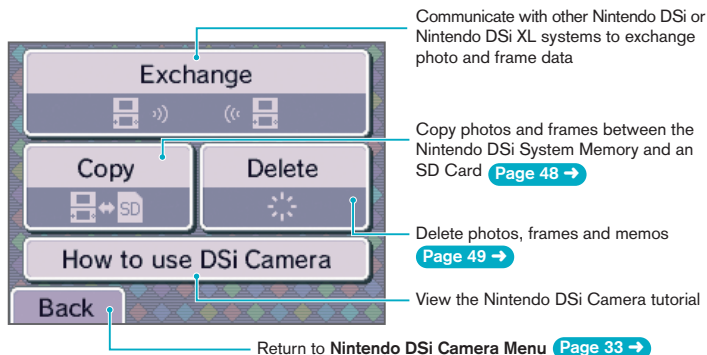 Communicate with other Nintendo DSi or
Nintendo DSi XL systems to exchange
photo and frame data
Exchange
Copy photos and frames between the
Nintendo DSi System Memory and an
SD Card Page 48 →
Copy
Delete
SD
Delete photos, frames and memos
Page 49 →
How to use DSi Camera
View the Nintendo DSi Camera tutorial
Back
Return to Nintendo DSi Camera Menu Page 33 →